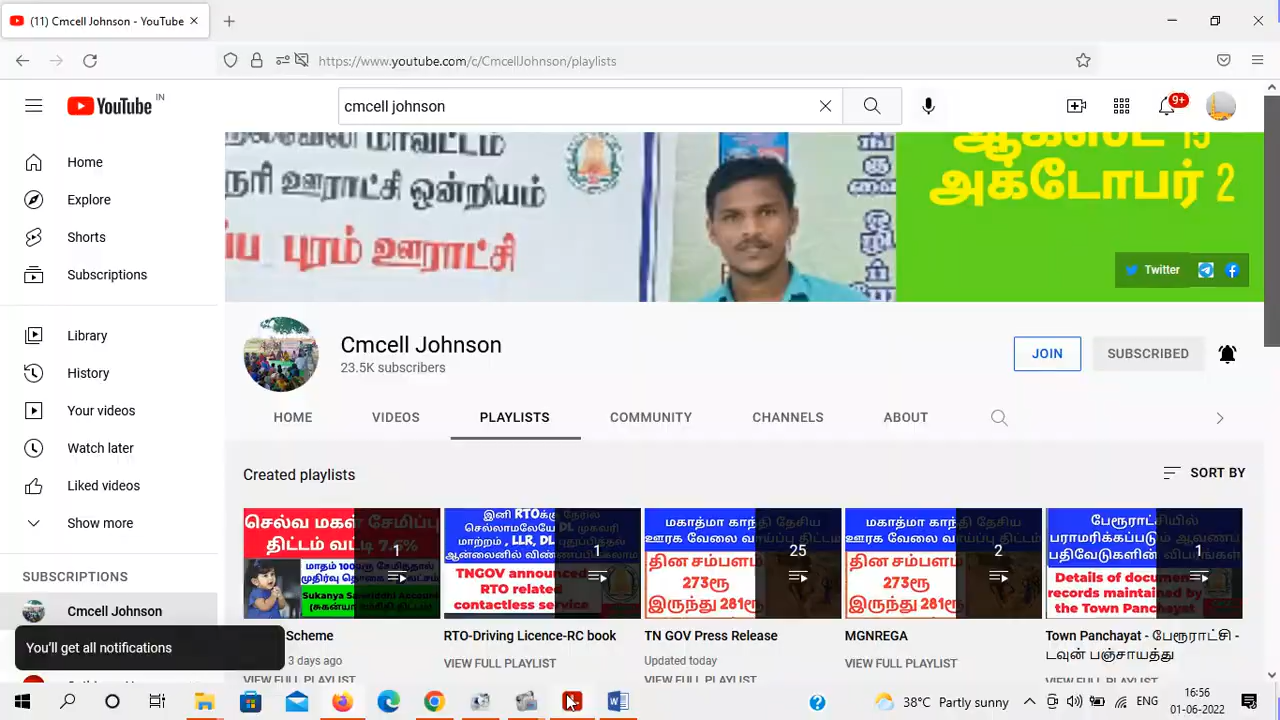 (11) Cmcell Johnson - YouTube
https://www.youtube.com/c/CmcellJohnson/playlists
YouTube IN
cmcell johnson
9+
Home
Explore
Shorts
Subscriptions
Library
History
Your videos
Watch later
Liked videos
Show more
SUBSCRIPTIONS
Cmcell Johnson
You'll get all notifications
மாவட்டம்
ஊராட்சி ஒன்றியம்
புரம் ஊராட்சி
ஆகஸ்ட் 15
அக்டோபர் 2
Twitter
Cmcell Johnson
23.5K subscribers
JOIN
SUBSCRIBED
HOME
VIDEOS
PLAYLISTS
COMMUNITY
CHANNELS
ABOUT
Created playlists
SORT BY
செல்வ மகள் சேமிப்பு
திட்டம் வட்டி 7.6%
மாதம் 100ரூ சேமித்தால்
முதிர்வு தொகை
1
Scheme
3 days ago
VIEW FULL PLAYLIST
இனி RTOக்கு நேரில்
செல்லாமலேயே DL முகவரி
மாற்றம் , LLR, DL புதுப்பித்தல்
ஆன்லைனில்
TNGOV announced
RTO related
contactless service
1
RTO-Driving Licence-RC book
VIEW FULL PLAYLIST
மகாத்மா காந்தி தேசிய
ஊரக வேலை திட்டம்
தின சம்பளம்
273ரூ
இருந்து 281ரூ
25
TN GOV Press Release
Updated today
VIEW FULL PLAYLIST
மகாத்மா காந்தி தேசிய
ஊரக வேலை திட்டம்
தின சம்பளம்
273ரூ
இருந்து 281ரூ
2
MGNREGA
VIEW FULL PLAYLIST
பேரூராட்சியில்
பராமரிக்கப்படும் ஆவண
பதிவேடுகளின் விபரங்கள்
Details of document
records maintained by
the Town Panchayat
1
Town Panchayat - பேரூராட்சி -
டவுன் பஞ்சாயத்து
VIEW FULL PLAYLIST
38°C Partly sunny
ENG
16:56
01-06-2022